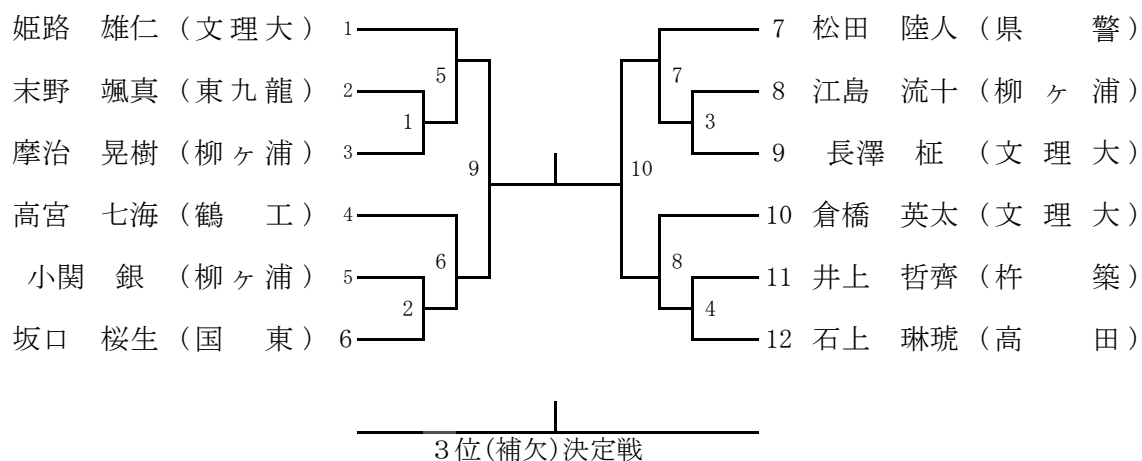 姫路 雄仁(文理大) 1
5
末野 颯真(東九龍) 2
1
摩治 晃樹(柳ヶ浦) 3
9
高宮 七海(鶴 工) 4
6
小関 銀 (柳ヶ浦) 5
2
坂口 桜生(国 東) 6
7 松田 陸人(県 警)
7
8 江島 流十(柳ヶ浦)
3
9 長澤 柾 (文理大)
10
10 倉橋 英太(文理大)
8
11 井上 哲齊(杵 築)
4
12 石上 琳琥(高 田)
3位(補欠)決定戦